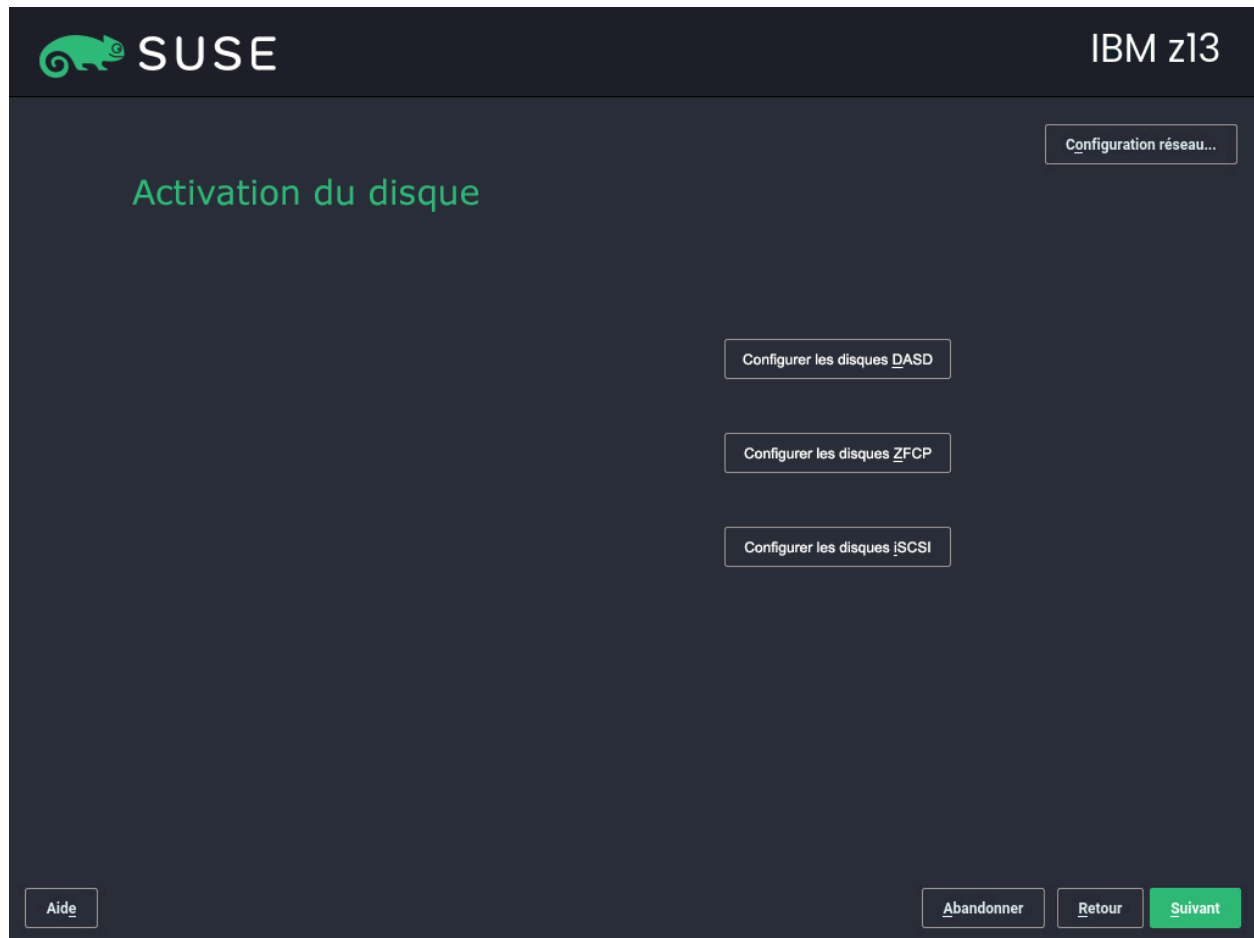 SUSE
IBM z13
Configuration réseau...
Activation du disque
Configurer les disques DASD
Configurer les disques ZFCP
Configurer les disques iSCSI
Aide
Abandonner
Retour
Suivant